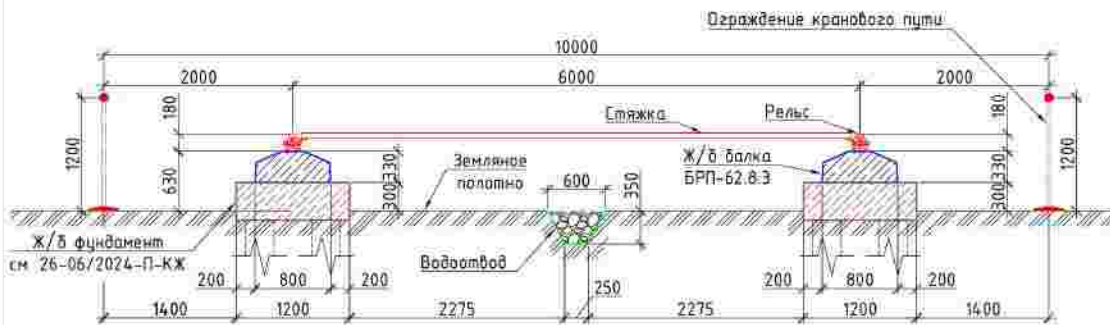 Ограждение кранового пути
10000
2000
6000
2000
180
1200
630
330
300
Стяжка
Рельс
Земляное
полотно
600
350
Ж/б балка
БРП-62.8.3
180
330
300
1200
Ж/б фундамент
см 26-06/2024-П-КЖ
Водоотвод
200
800
200
250
200
800
200
1400
1200
2275
2275
1200
1400